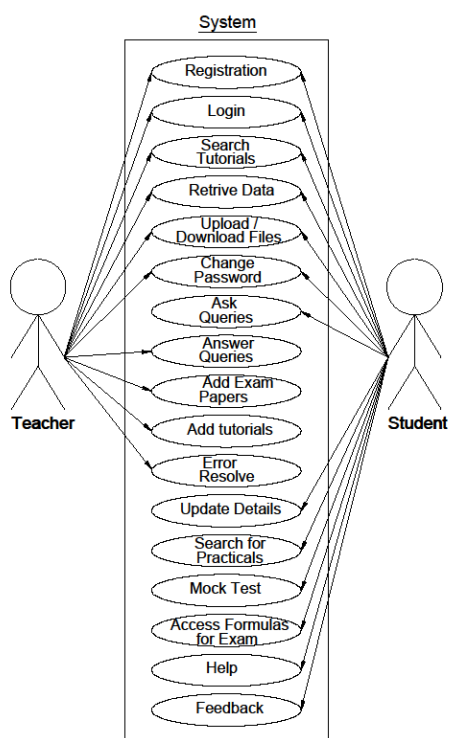 System
Registration
Login
Search
Tutorials
Retrive Data
Upload /
Download Files
Change
Password
Ask
Queries
Answer
Queries
Add Exam
Papers
Teacher
Student
Add tutorials
Error
Resolve
Update Details
Search for
Practicals
Mock Test
Access Formulas
for Exam
Help
Feedback